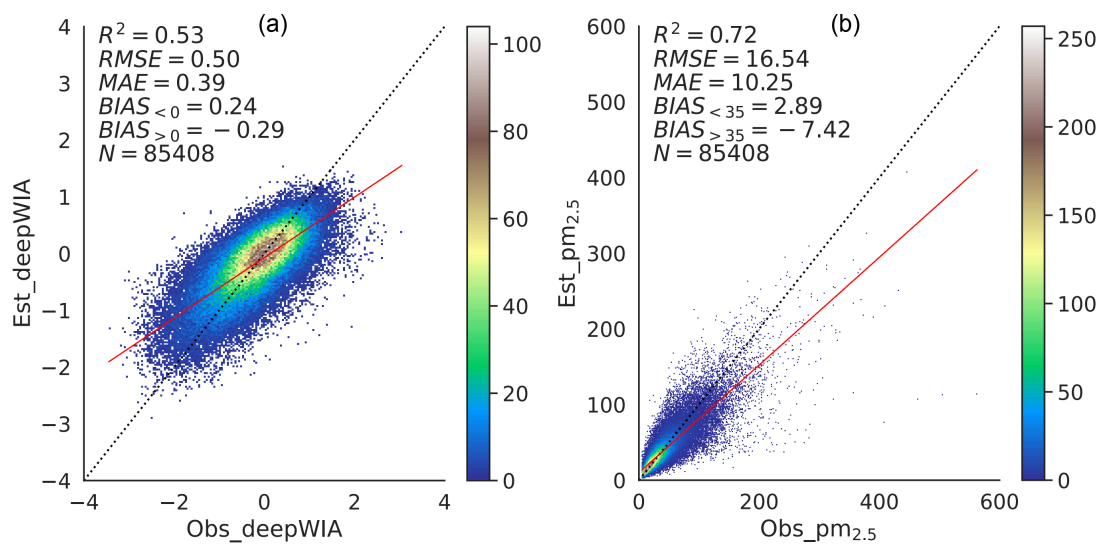 (a)
R² = 0.53
RMSE = 0.50
MAE = 0.39
BIAS<0 = 0.24
BIAS>0 = −0.29
N = 85408
4
3
2
1
0
−1
−2
−3
−4
Est_deepWIA
−4
−2
0
2
4
Obs_deepWIA
100
80
60
40
20
0
(b)
R² = 0.72
RMSE = 16.54
MAE = 10.25
BIAS<35 = 2.89
BIAS>35 = −7.42
N = 85408
600
500
400
300
200
100
0
Est_pm2.5
0
200
400
600
Obs_pm2.5
250
200
150
100
50
0